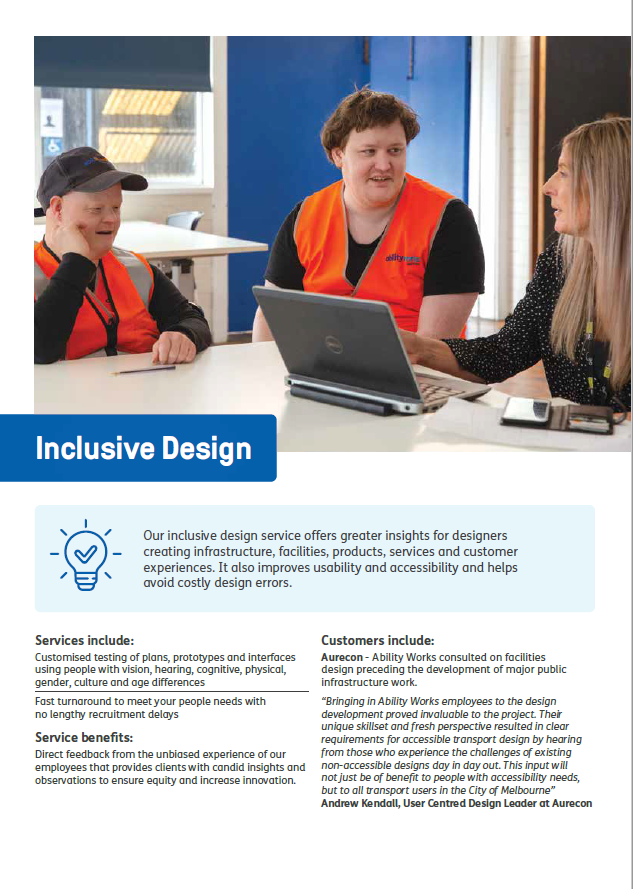 Inclusive Design
Our inclusive design service offers greater insights for designers
creating infrastructure, facilities, products, services and customer
experiences. It also improves usability and accessibility and helps
avoid costly design errors.
Services include:
Customised testing of plans, prototypes and interfaces
using people with vision, hearing, cognitive, physical,
gender, culture and age differences
Fast turnaround to meet your people needs with
no lengthy recruitment delays
Service benefits:
Direct feedback from the unbiased experience of our
employees that provides clients with candid insights and
observations to ensure equity and increase innovation.
Customers include:
Aurecon - Ability Works consulted on facilities
design preceding the development of major public
infrastructure work.
“Bringing in Ability Works employees to the design
development proved invaluable to the project. Their
unique skillset and fresh perspective resulted in clear
requirements for accessible transport design by hearing
from those who experience the challenges of existing
non-accessible designs day in day out. This input will
not just be of benefit to people with accessibility needs,
but to all transport users in the City of Melbourne”
Andrew Kendall, User Centred Design Leader at Aurecon